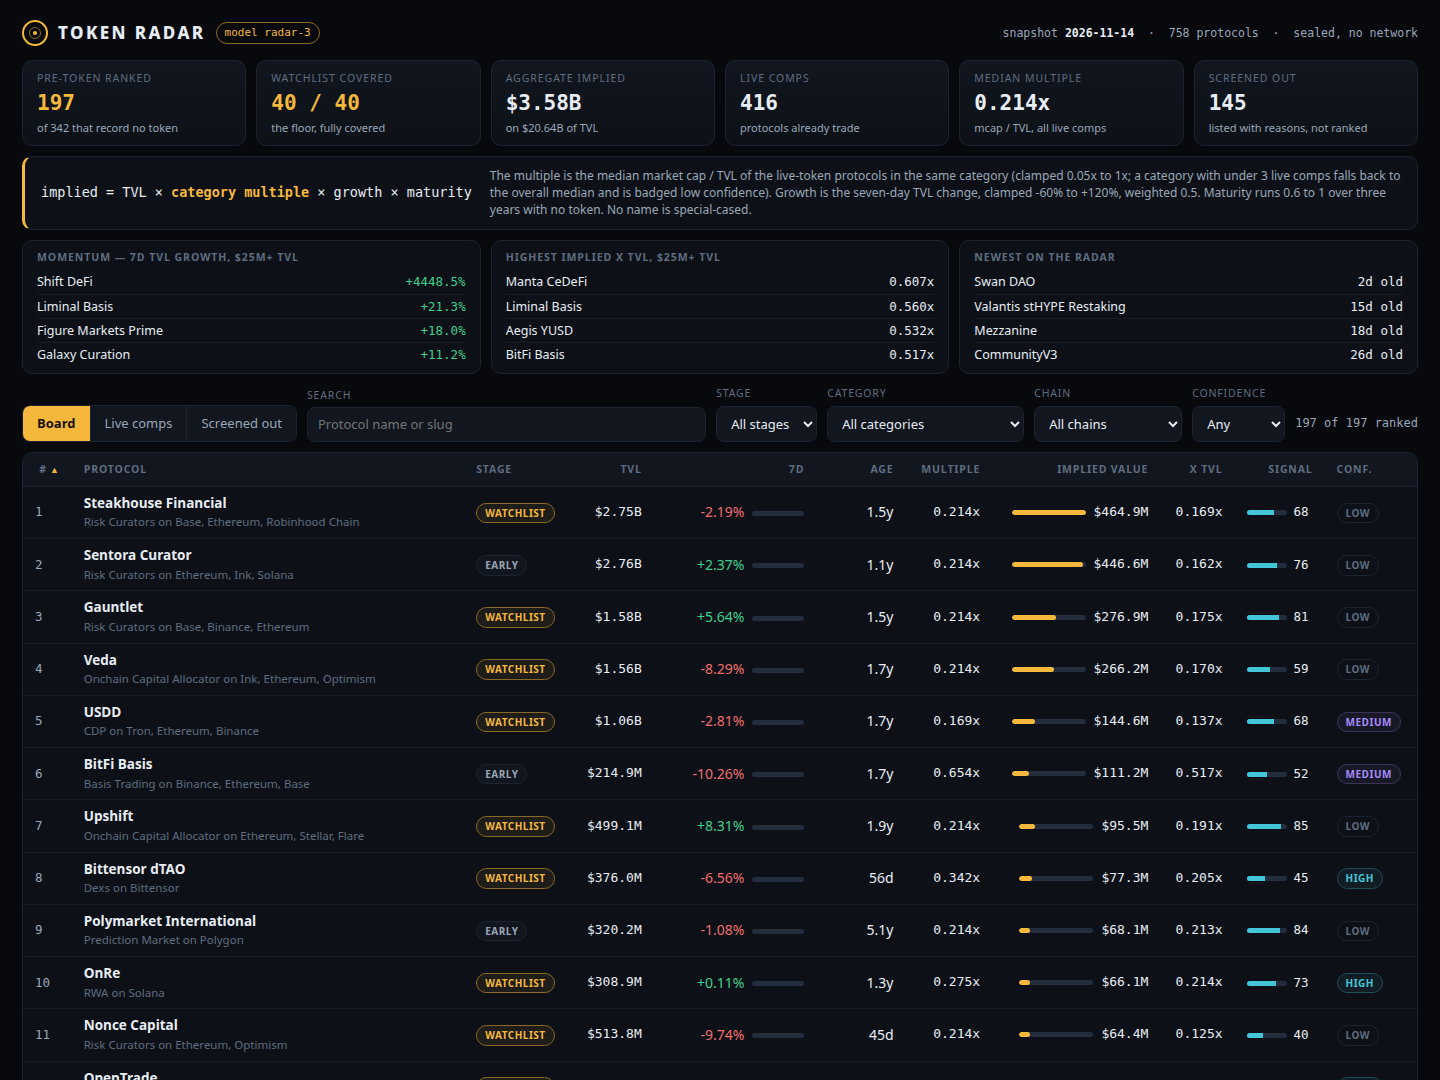 TOKEN RADAR model radar-3 snapshot 2026-11-14 · 758 protocols · sealed, no network
PRE-TOKEN RANKED
197
of 342 that record no token
WATCHLIST COVERED
40 / 40
the floor, fully covered
AGGREGATE IMPLIED
$3.58B
on $20.64B of TVL
LIVE COMPS
416
protocols already trade
MEDIAN MULTIPLE
0.214x
mcap / TVL, all live comps
SCREENED OUT
145
listed with reasons, not ranked
implied = TVL × category multiple × growth × maturity
The multiple is the median market cap / TVL of the live-token protocols in the same category (clamped 0.05x to 1x; a category with under 3 live comps falls back to
the overall median and is badged low confidence). Growth is the seven-day TVL change, clamped -60% to +120%, weighted 0.5. Maturity runs 0.6 to 1 over three
years with no token. No name is special-cased.
MOMENTUM — 7D TVL GROWTH, $25M+ TVL
Shift DeFi +4448.5%
Liminal Basis +21.3%
Figure Markets Prime +18.0%
Galaxy Curation +11.2%
HIGHEST IMPLIED X TVL, $25M+ TVL
Manta CeDeFi 0.607x
Liminal Basis 0.560x
Aegis YUSD 0.532x
BitFi Basis 0.517x
NEWEST ON THE RADAR
Swan DAO 2d old
Valantis stHYPE Restaking 15d old
Mezzanine 18d old
CommunityV3 26d old
Board Live comps Screened out
SEARCH
Protocol name or slug
STAGE
All stages
CATEGORY
All categories
CHAIN
All chains
CONFIDENCE
Any
197 of 197 ranked
# ▲ PROTOCOL STAGE TVL 7D AGE MULTIPLE IMPLIED VALUE X TVL SIGNAL CONF.
1 Steakhouse Financial WATCHLIST $2.75B -2.19% 1.5y 0.214x $464.9M 0.169x 68 LOW
Risk Curators on Base, Ethereum, Robinhood Chain
2 Sentora Curator EARLY $2.76B +2.37% 1.1y 0.214x $446.6M 0.162x 76 LOW
Risk Curators on Ethereum, Ink, Solana
3 Gauntlet WATCHLIST $1.58B +5.64% 1.5y 0.214x $276.9M 0.175x 81 LOW
Risk Curators on Base, Binance, Ethereum
4 Veda WATCHLIST $1.56B -8.29% 1.7y 0.214x $266.2M 0.170x 59 LOW
Onchain Capital Allocator on Ink, Ethereum, Optimism
5 USDD WATCHLIST $1.06B -2.81% 1.7y 0.169x $144.6M 0.137x 68 MEDIUM
CDP on Tron, Ethereum, Binance
6 BitFi Basis EARLY $214.9M -10.26% 1.7y 0.654x $111.2M 0.517x 52 MEDIUM
Basis Trading on Binance, Ethereum, Base
7 Upshift WATCHLIST $499.1M +8.31% 1.9y 0.214x $95.5M 0.191x 85 LOW
Onchain Capital Allocator on Ethereum, Stellar, Flare
8 Bittensor dTAO WATCHLIST $376.0M -6.56% 56d 0.342x $77.3M 0.205x 45 HIGH
Dexs on Bittensor
9 Polymarket International EARLY $320.2M -1.08% 5.1y 0.214x $68.1M 0.213x 84 LOW
Prediction Market on Polygon
10 OnRe WATCHLIST $308.9M +0.11% 1.3y 0.275x $66.1M 0.214x 73 HIGH
RWA on Solana
11 Nonce Capital WATCHLIST $513.8M -9.74% 45d 0.214x $64.4M 0.125x 40 LOW
Risk Curators on Ethereum, Optimism
OpenTrade